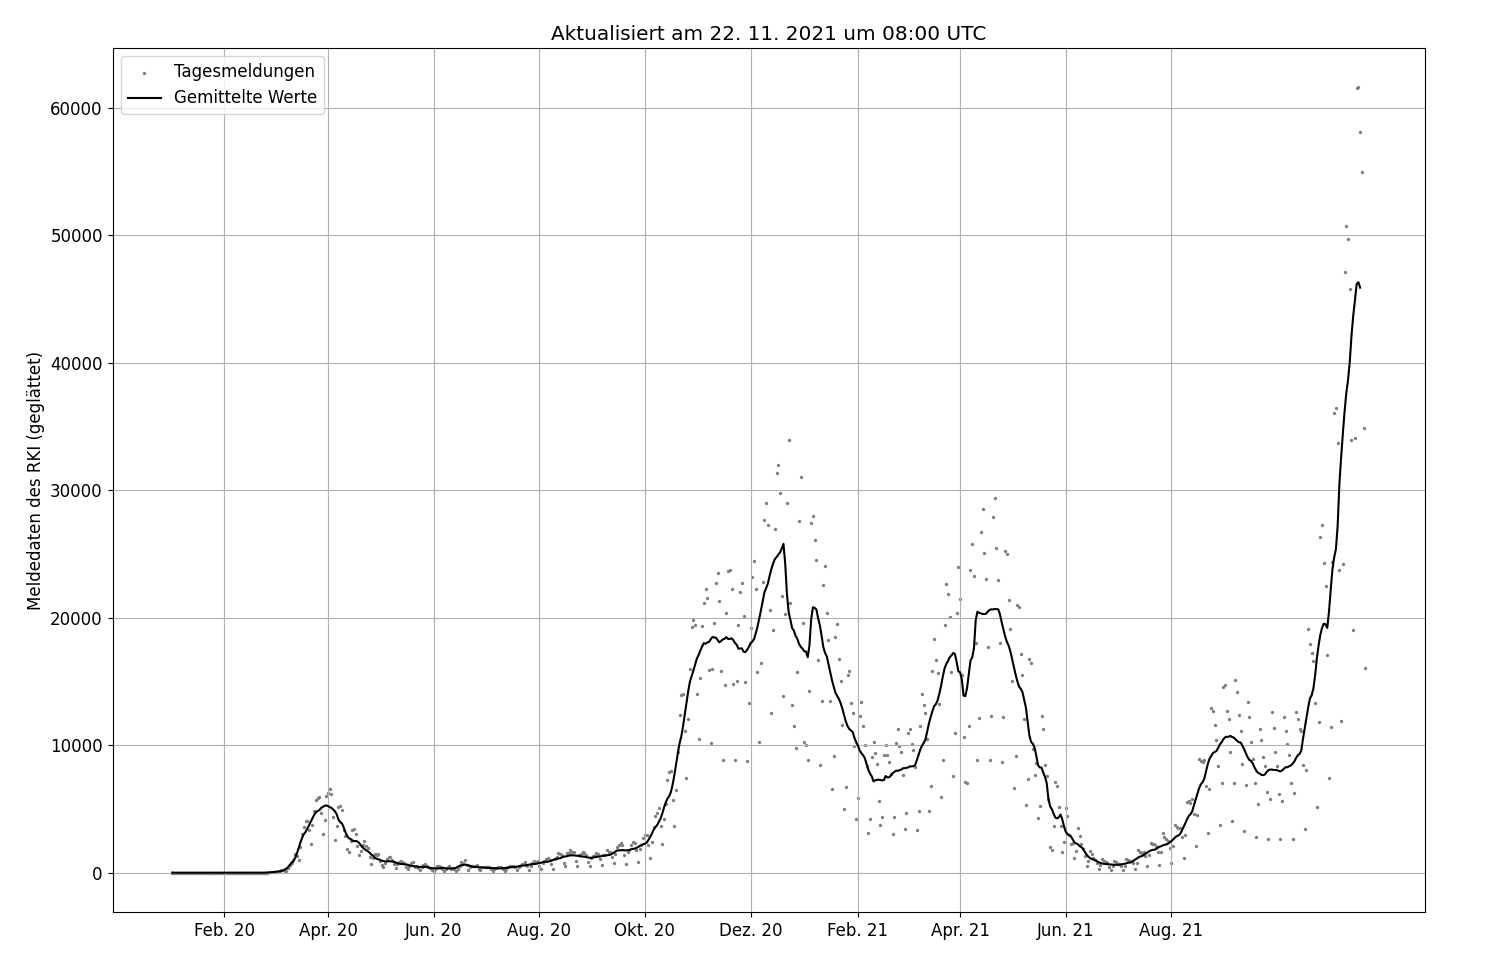 Aktualisiert am 22. 11. 2021 um 08:00 UTC
Tagesmeldungen
Gemittelte Werte
Meldedaten des RKI (geglättet)
60000
50000
40000
30000
20000
10000
0
Feb. 20 Apr. 20 Jun. 20 Aug. 20 Okt. 20 Dez. 20 Feb. 21 Apr. 21 Jun. 21 Aug. 21